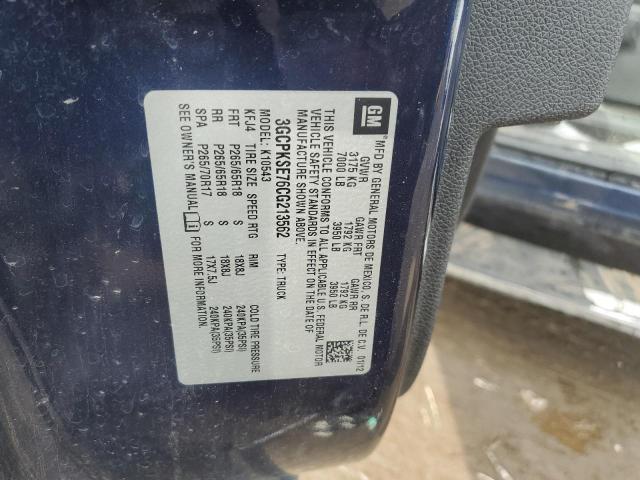 GM
MFD BY GENERAL MOTORS DE MEXICO, S. DE R.L. DE C.V. 01/12
GVWR GAWR FRT GAWR RR
3175 KG 1792 KG 1792 KG
7000 LB 3950 LB 3950 LB
THIS VEHICLE CONFORMS TO ALL APPLICABLE U.S. FEDERAL MOTOR
VEHICLE SAFETY STANDARDS IN EFFECT ON THE DATE OF
MANUFACTURE SHOWN ABOVE.
3GCPKSE76CG213562 TYPE: TRUCK
MODEL: K10543
KFJ4 TIRE SIZE SPEED RTG RIM COLD TIRE PRESSURE
FRT P265/65R18 S 18X8J 240KPA(35PSI)
RR P265/65R18 S 18X8J 240KPA(35PSI)
SPA P265/70R17 S 17X7.5J 240KPA(35PSI)
SEE OWNER'S MANUAL FOR MORE INFORMATION.